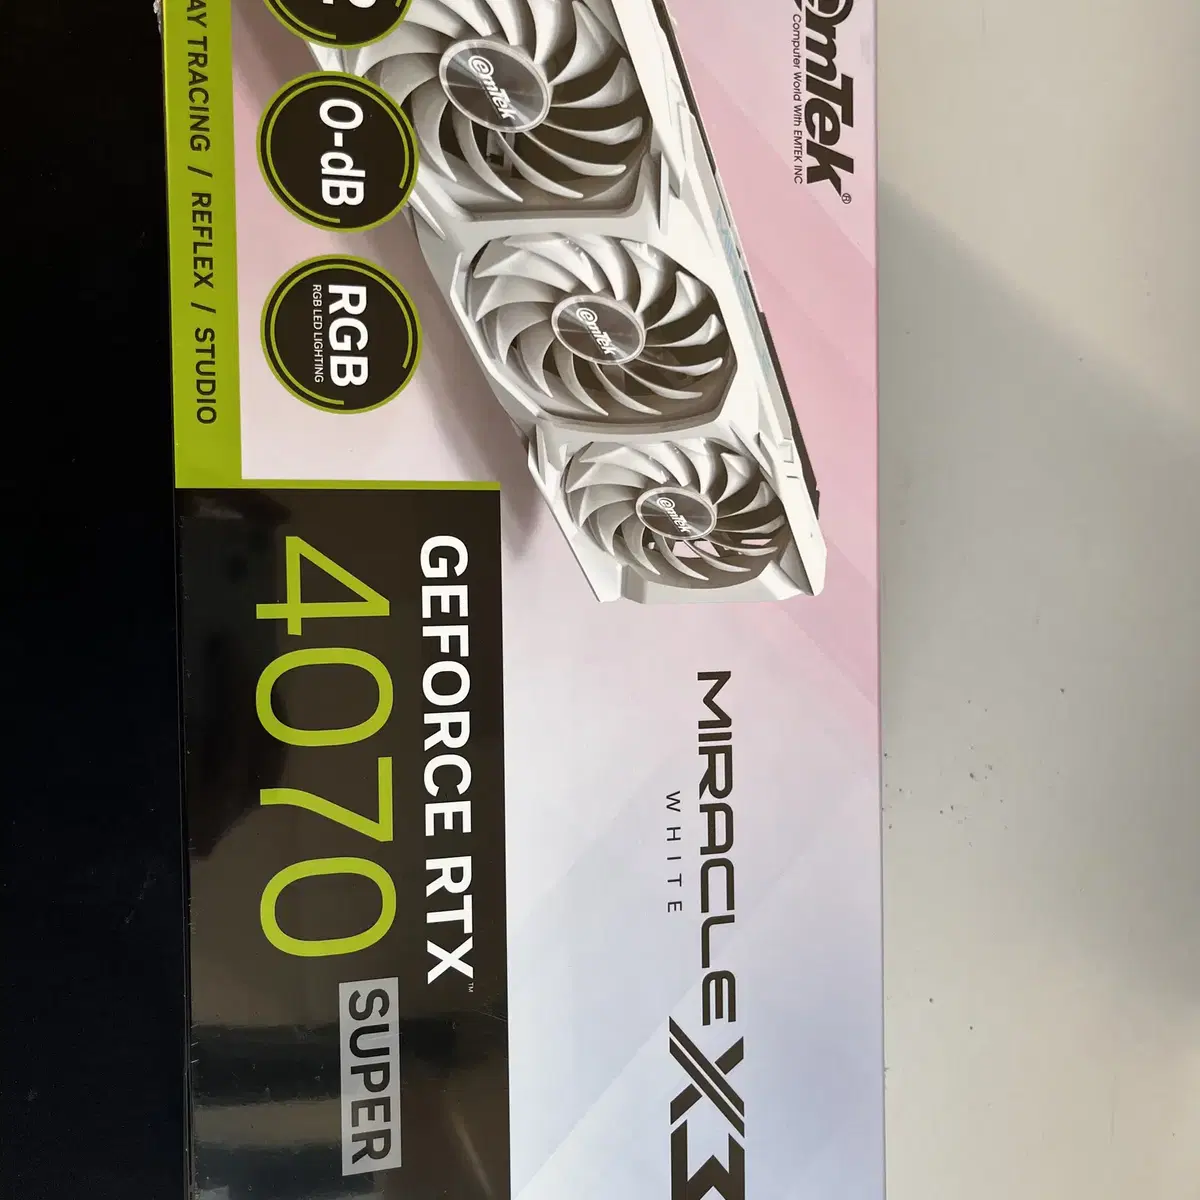 emTek®
Computer World With EMTEK INC
emTek
emTek
emTek
0-dB
RGB
RGB LED LIGHTING
MIRACLE X3
WHITE
GEFORCE RTX™
4070 SUPER
TRACING / REFLEX / STUDIO